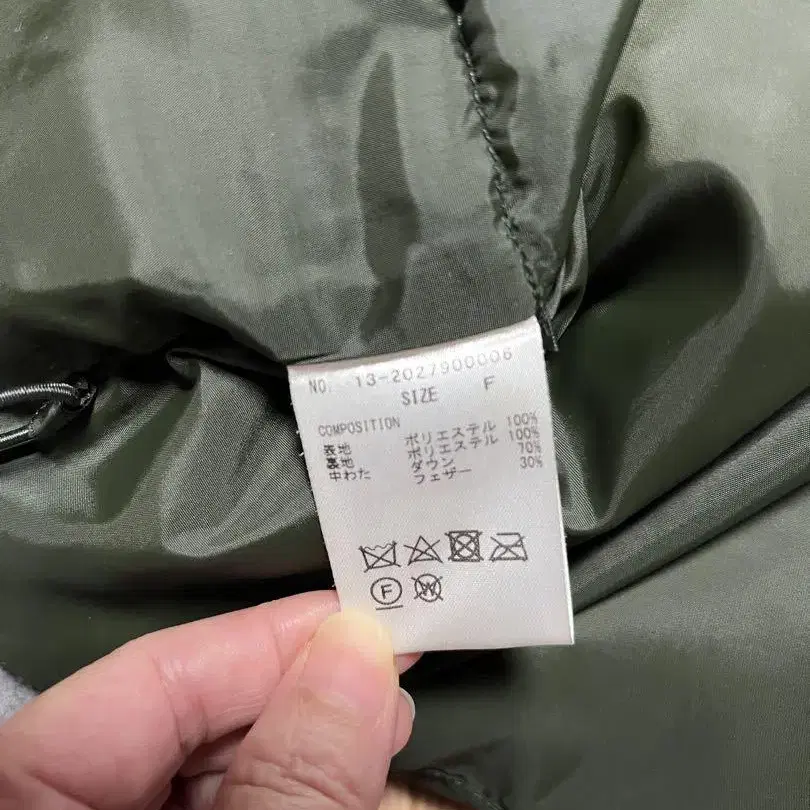 NO. 13-2027900006
SIZE F
COMPOSITION
表地 ポリエステル 100%
裏地 ポリエステル 100%
中わた ダウン 70%
フェザー 30%
F
W